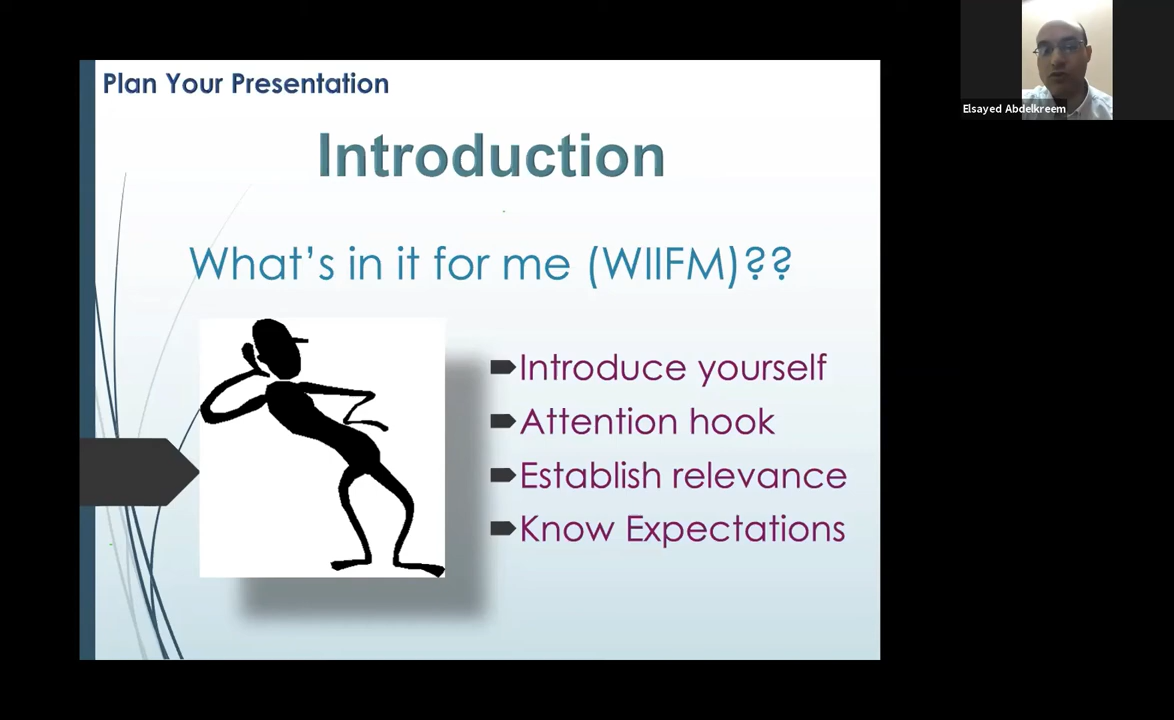 Plan Your Presentation
Introduction
What's in it for me (WIIFM)??
Introduce yourself
Attention hook
Establish relevance
Know Expectations
Elsayed Abdelkreem